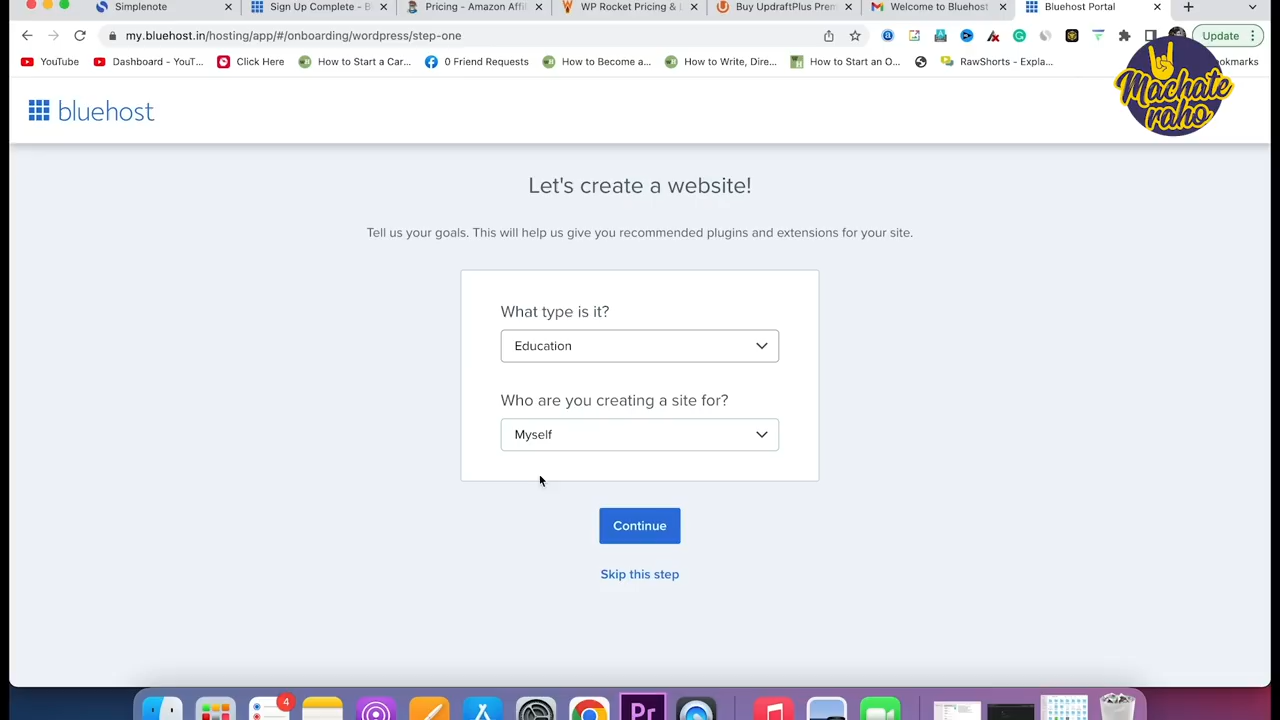 Simplenote
Sign Up Complete - B
Pricing - Amazon Affil
WP Rocket Pricing & L
Buy UpdraftPlus Prem
Welcome to Bluehost
Bluehost Portal
my.bluehost.in/hosting/app/#/onboarding/wordpress/step-one
Update
YouTube
Dashboard - YouT...
Click Here
How to Start a Car...
0 Friend Requests
How to Become a...
How to Write, Dire...
How to Start an O...
RawShorts - Expla...
okmarks
Machate
raho
bluehost
Let's create a website!
Tell us your goals. This will help us give you recommended plugins and extensions for your site.
What type is it?
Education
Who are you creating a site for?
Myself
Continue
Skip this step
4
Pr